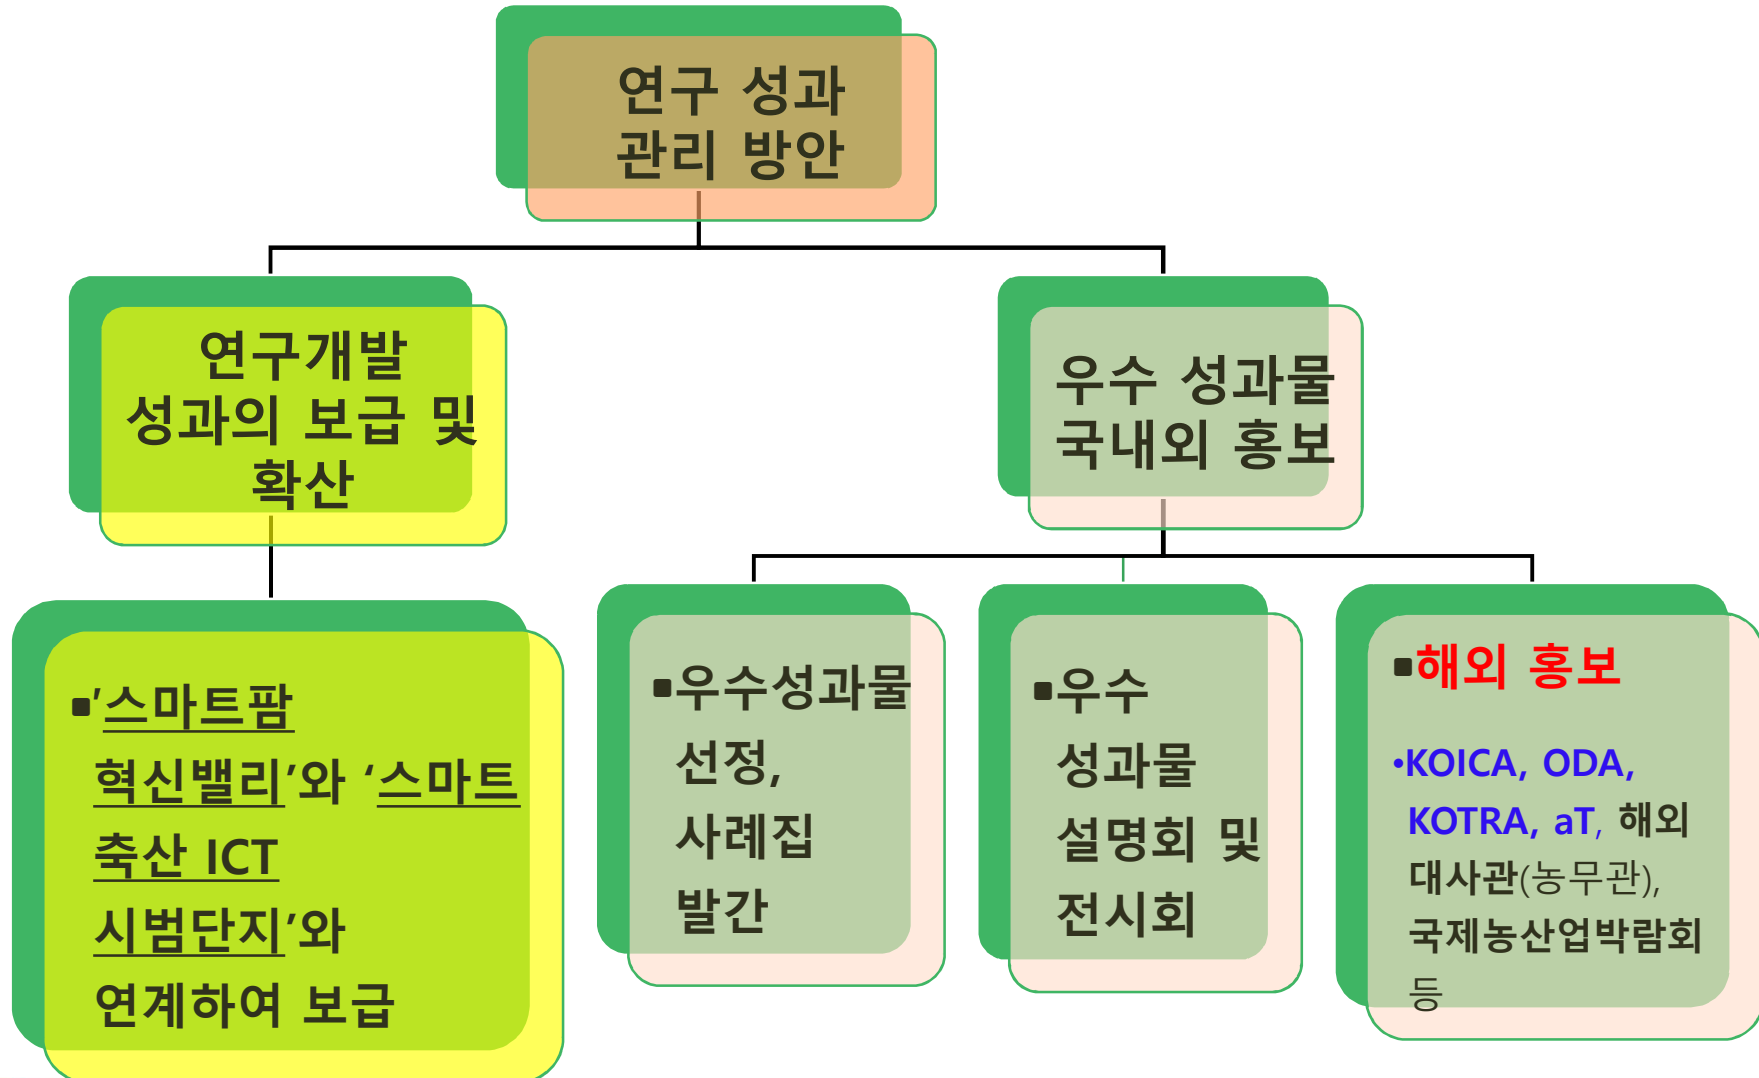 연구 성과
관리 방안
연구개발
성과의 보급 및
확산
우수 성과물
국내외 홍보
▪'스마트팜
혁신밸리'와 '스마트
축산 ICT
시범단지'와
연계하여 보급
▪우수성과물
선정,
사례집
발간
▪우수
성과물
설명회 및
전시회
▪해외 홍보
•KOICA, ODA,
KOTRA, aT, 해외
대사관(농무관),
국제농산업박람회
등